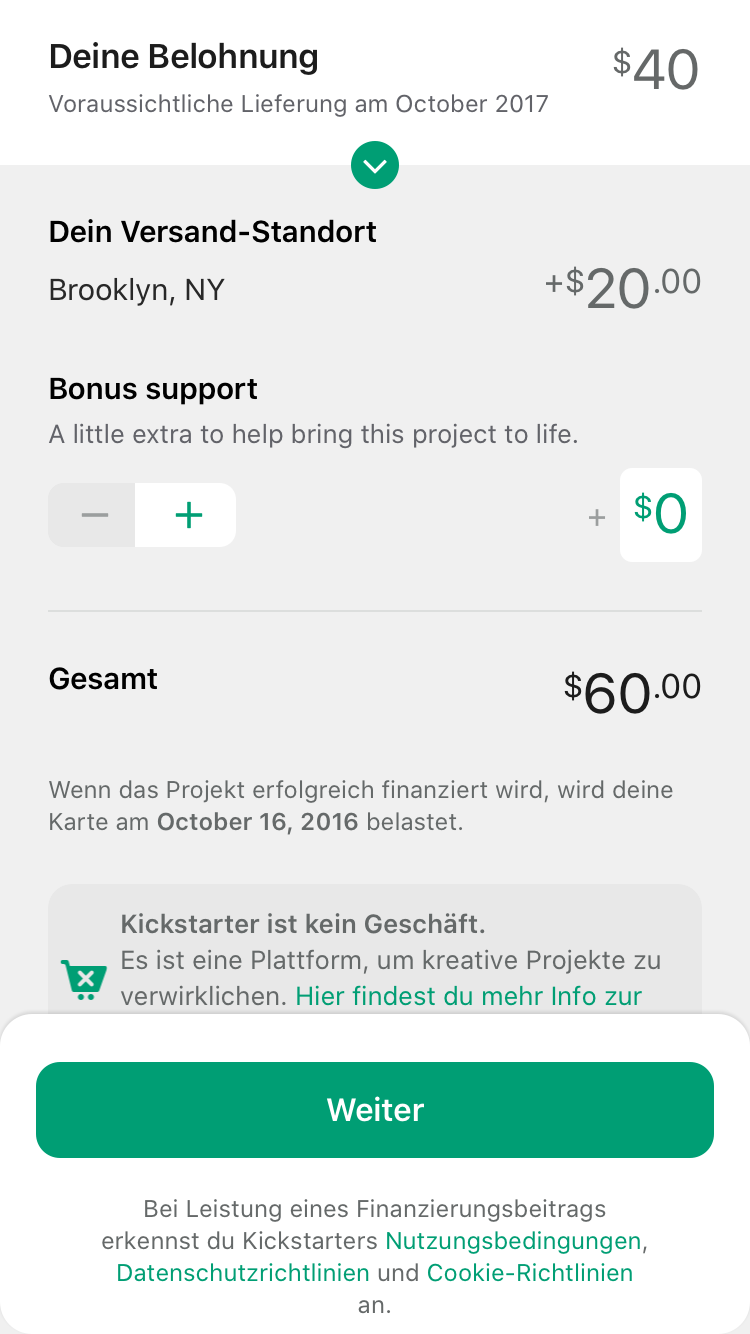 Deine Belohnung
$40
Voraussichtliche Lieferung am October 2017
Dein Versand-Standort
Brooklyn, NY
+$20.00
Bonus support
A little extra to help bring this project to life.
− +
+ $0
Gesamt
$60.00
Wenn das Projekt erfolgreich finanziert wird, wird deine
Karte am October 16, 2016 belastet.
Kickstarter ist kein Geschäft.
Es ist eine Plattform, um kreative Projekte zu
verwirklichen. Hier findest du mehr Info zur
Weiter
Bei Leistung eines Finanzierungsbeitrags
erkennst du Kickstarters Nutzungsbedingungen,
Datenschutzrichtlinien und Cookie-Richtlinien
an.